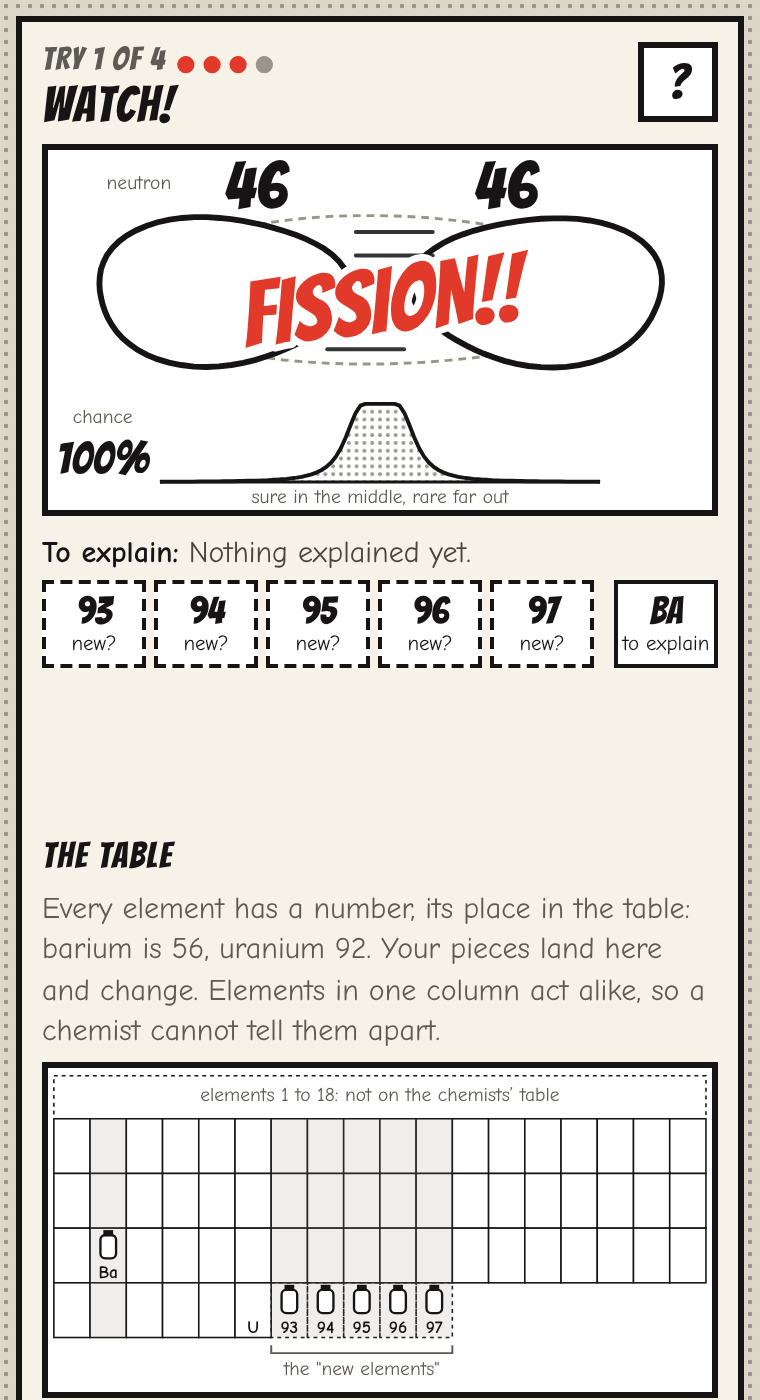 TRY 1 OF 4
WATCH!
?
neutron
46
46
FISSION!!
chance
100%
sure in the middle, rare far out
To explain: Nothing explained yet.
93
new?
94
new?
95
new?
96
new?
97
new?
BA
to explain
THE TABLE
Every element has a number, its place in the table:
barium is 56, uranium 92. Your pieces land here
and change. Elements in one column act alike, so a
chemist cannot tell them apart.
elements 1 to 18: not on the chemists' table
Ba
U
93
94
95
96
97
the "new elements"